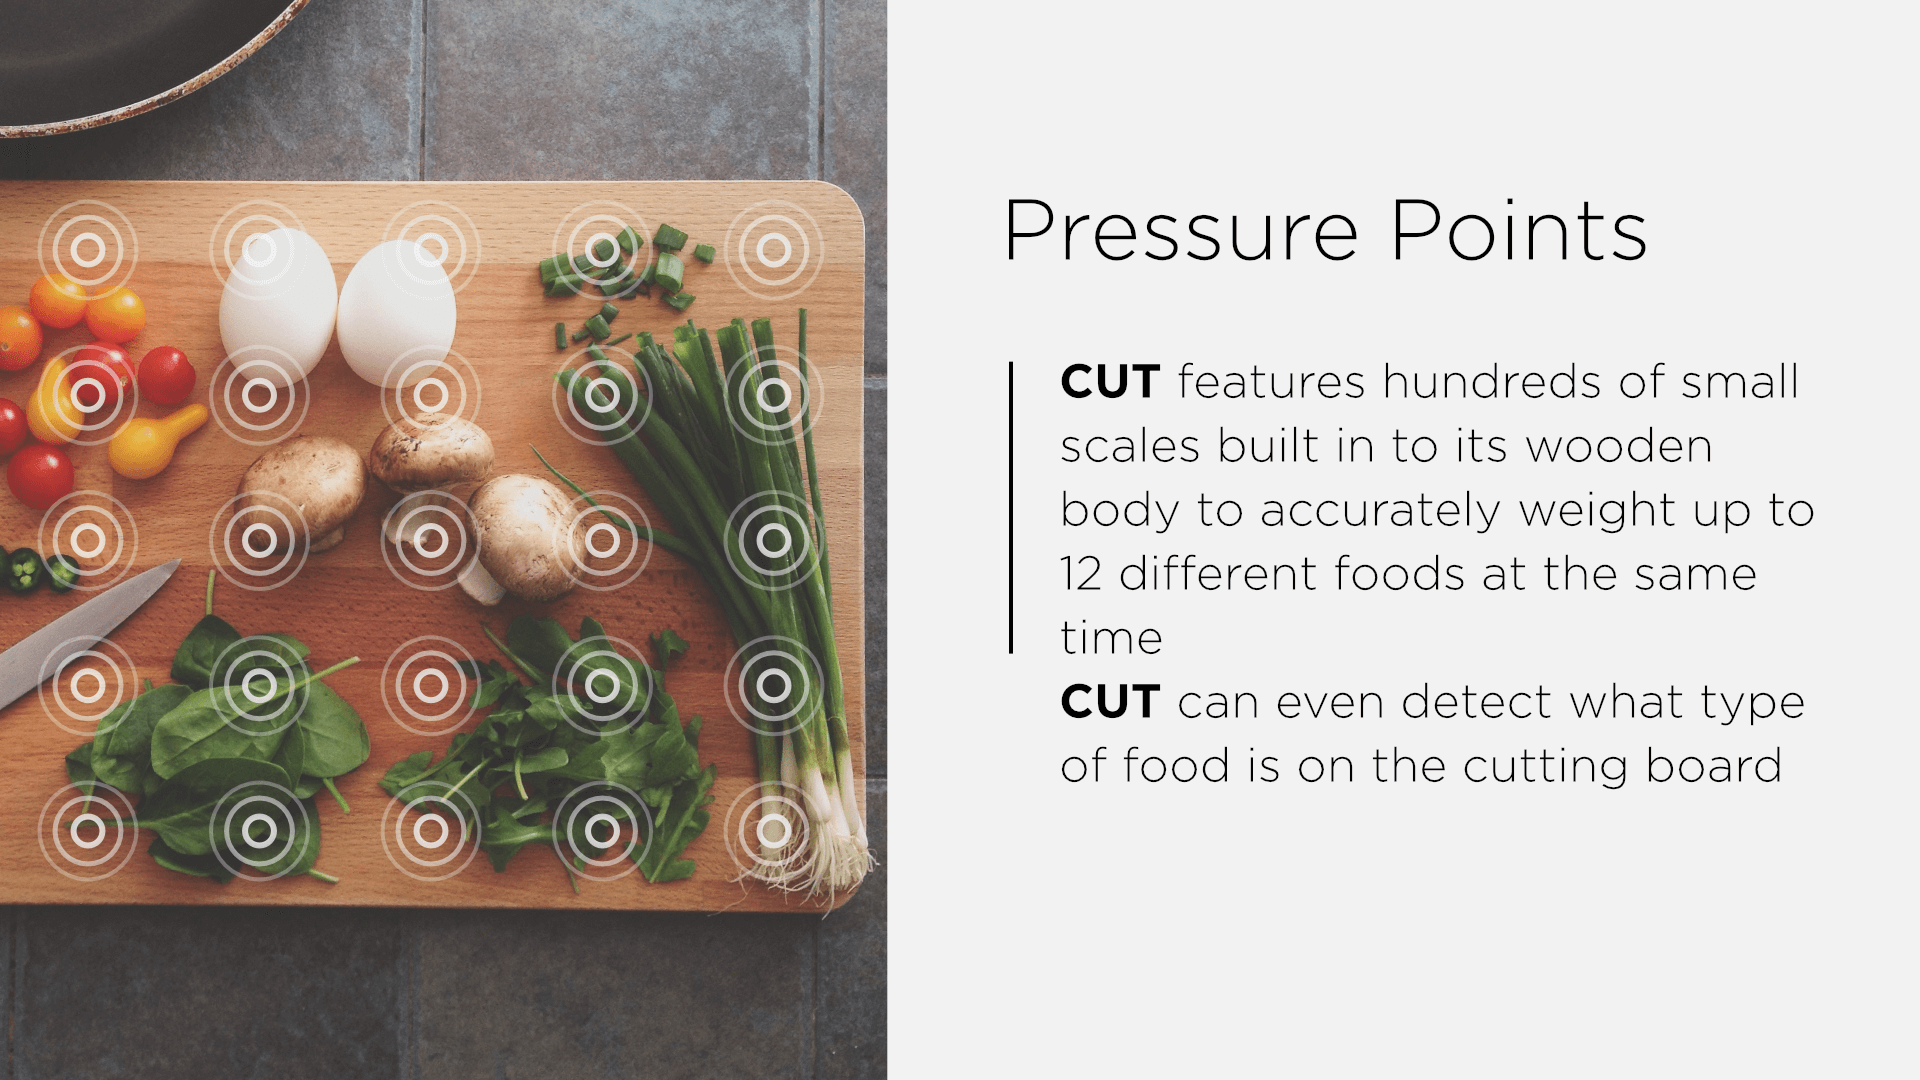 Pressure Points
CUT features hundreds of small
scales built in to its wooden
body to accurately weight up to
12 different foods at the same
time
CUT can even detect what type
of food is on the cutting board